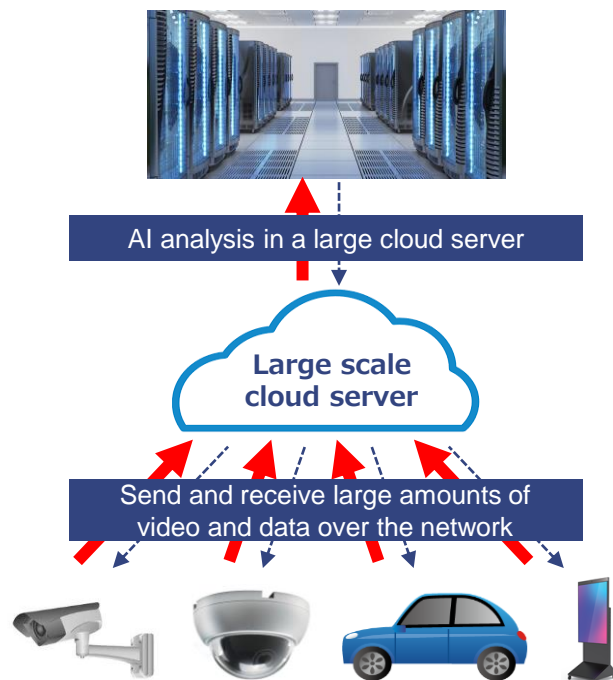 AI analysis in a large cloud server
Large scale
cloud server
Send and receive large amounts of
video and data over the network